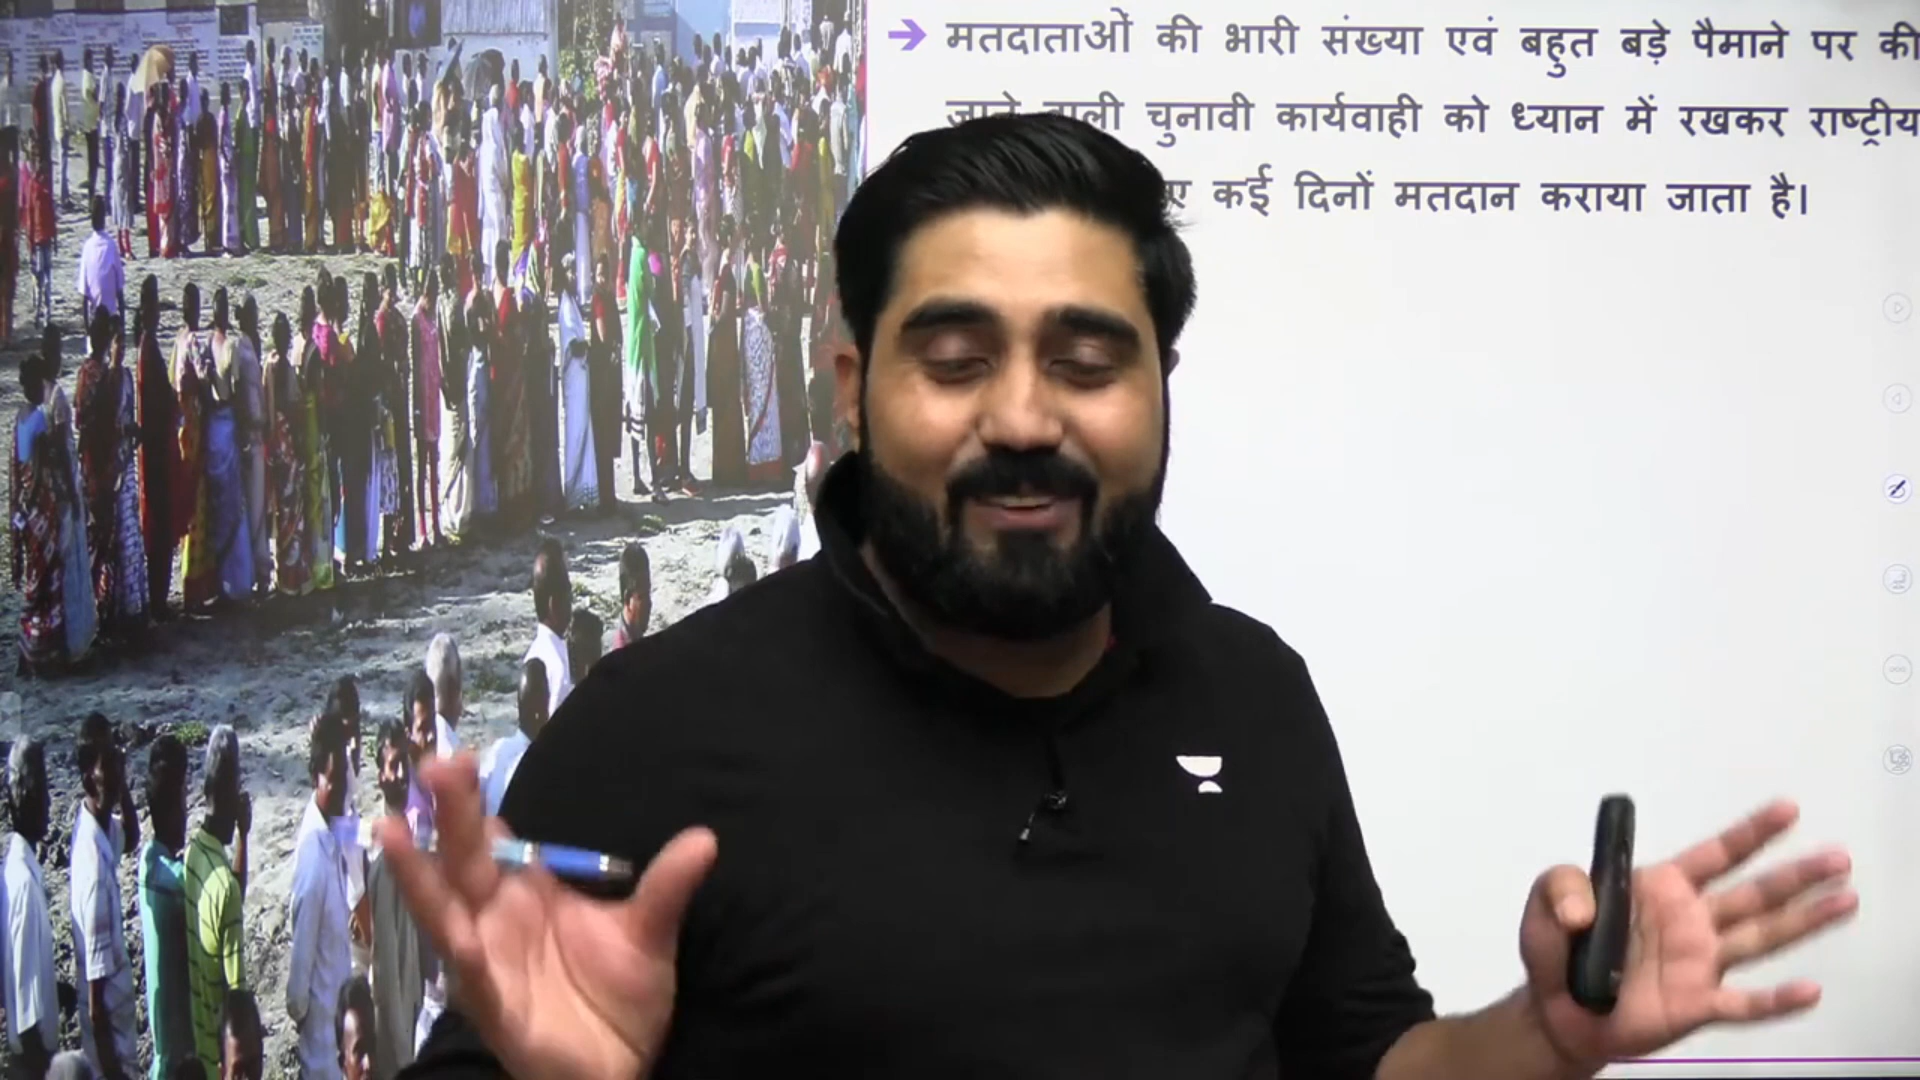 मतदाताओं की भारी संख्या एवं बहुत बड़े पैमाने पर की
जाने वाली चुनावी कार्यवाही को ध्यान में रखकर राष्ट्रीय
कई दिनों मतदान कराया जाता है।